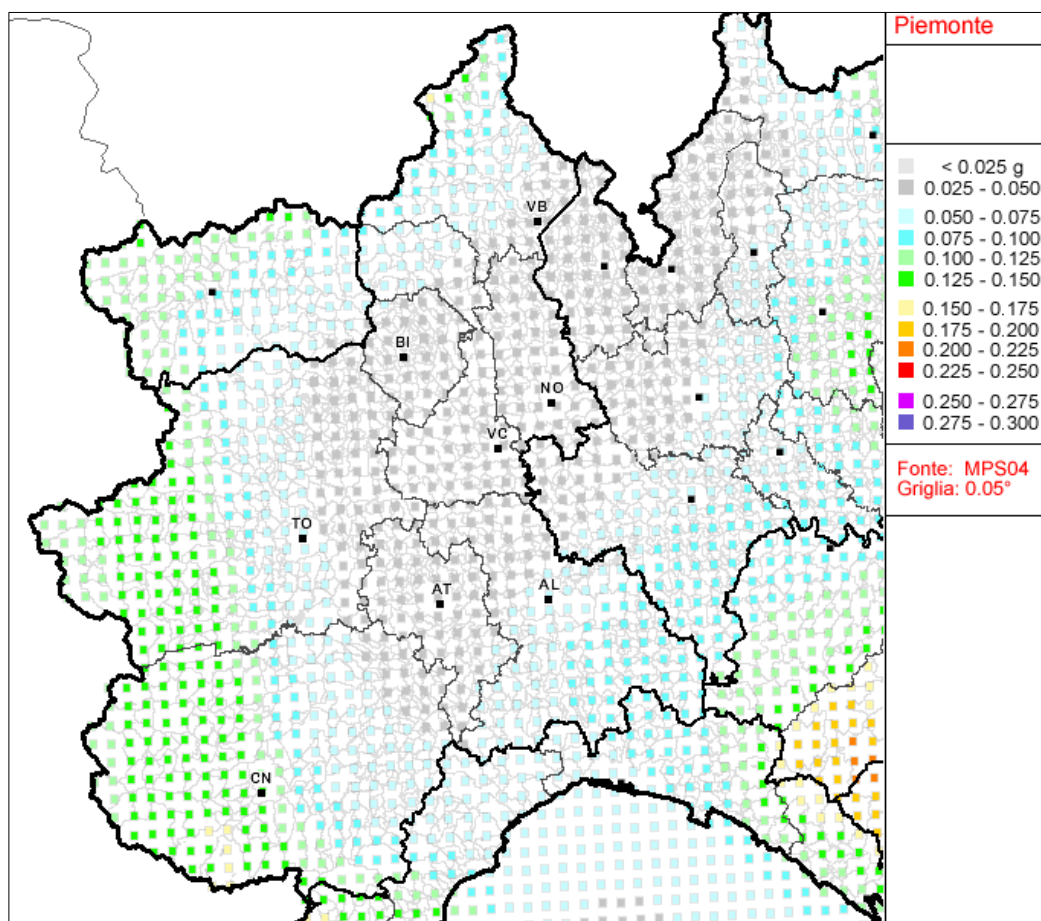 Piemonte
< 0.025 g
0.025 - 0.050
0.050 - 0.075
0.075 - 0.100
0.100 - 0.125
0.125 - 0.150
0.150 - 0.175
0.175 - 0.200
0.200 - 0.225
0.225 - 0.250
0.250 - 0.275
0.275 - 0.300
Fonte: MPS04
Griglia: 0.05°
VB
BI
NO
VC
TO
AT
AL
CN